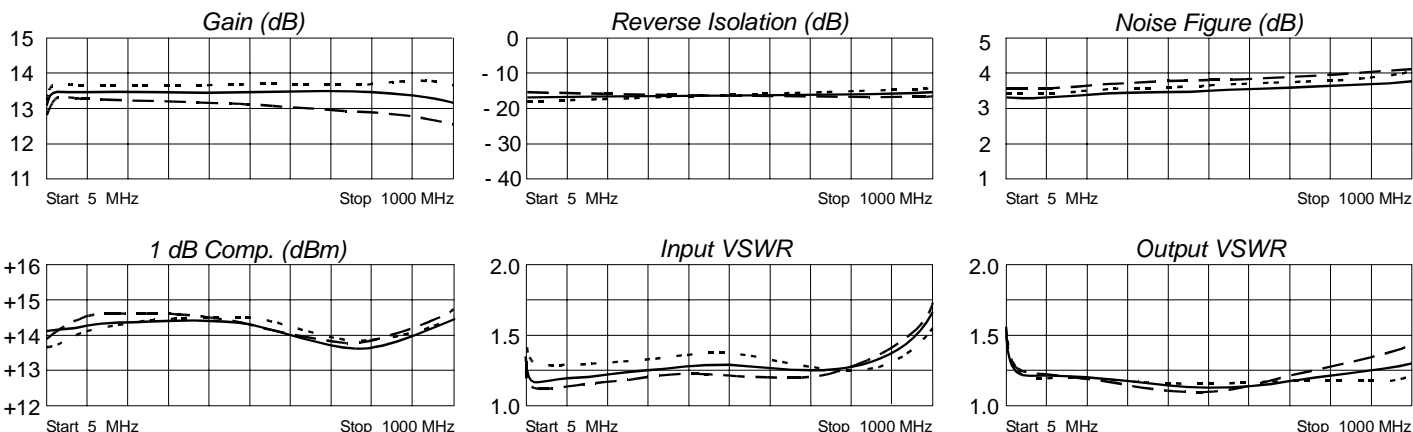 Gain (dB)
15
14
13
12
11
Start 5 MHz
Stop 1000 MHz
Reverse Isolation (dB)
0
- 10
- 20
- 30
- 40
Start 5 MHz
Stop 1000 MHz
Noise Figure (dB)
5
4
3
2
1
Start 5 MHz
Stop 1000 MHz
1 dB Comp. (dBm)
+16
+15
+14
+13
+12
Start 5 MHz
Stop 1000 MHz
Input VSWR
2.0
1.5
1.0
Start 5 MHz
Stop 1000 MHz
Output VSWR
2.0
1.5
1.0
Start 5 MHz
Stop 1000 MHz